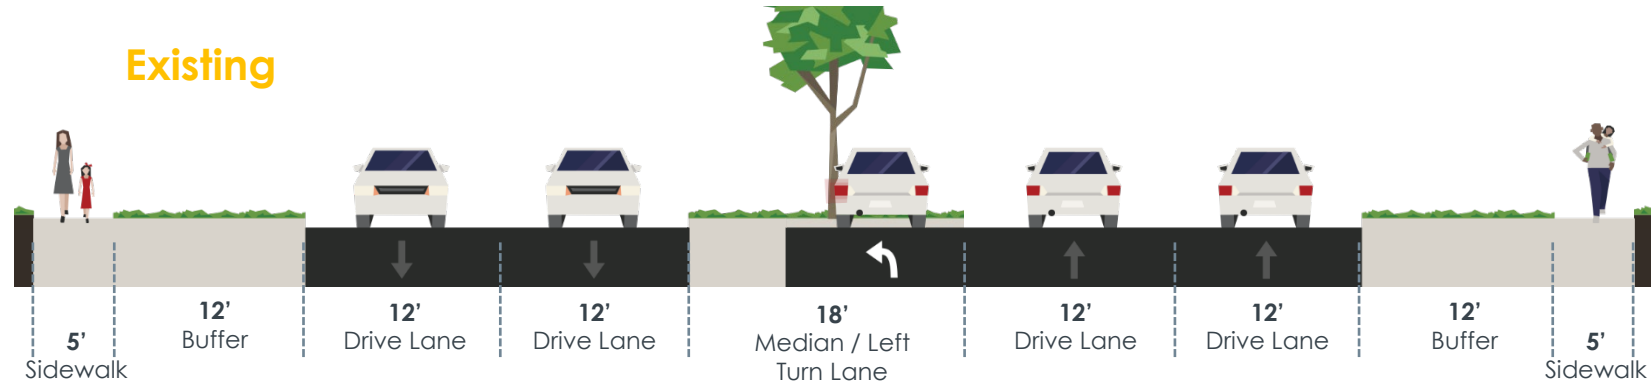 Existing
5’
Sidewalk
12’
Buffer
12’
Drive Lane
12’
Drive Lane
18’
Median / Left
Turn Lane
12’
Drive Lane
12’
Drive Lane
12’
Buffer
5’
Sidewalk